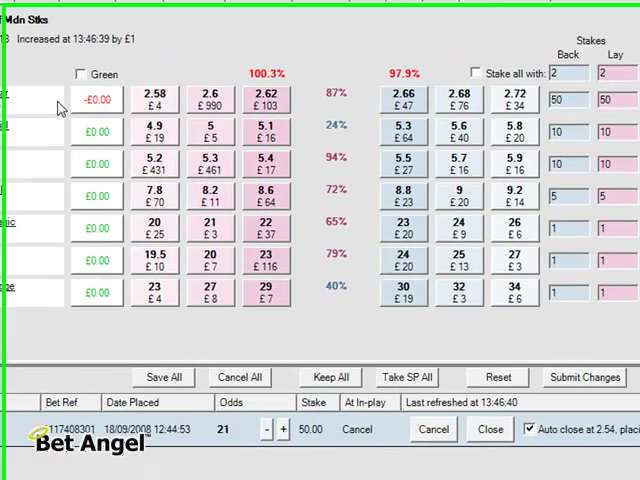 Mdn Stks
Increased at 13:46:39 by £1
Stakes
Back Lay
Green 100.3% 97.9% Stake all with: 2 2
-£0.00 2.58 2.6 2.62 87% 2.66 2.68 2.72 50 50
£ 4 £ 990 £ 103 £ 47 £ 76 £ 34
£0.00 4.9 5 5.1 24% 5.3 5.6 5.8 10 10
£ 19 £ 5 £ 16 £ 64 £ 40 £ 20
£0.00 5.2 5.3 5.4 94% 5.5 5.7 5.9 10 10
£ 431 £ 461 £ 17 £ 27 £ 16 £ 16
£0.00 7.8 8.2 8.6 72% 8.8 9 9.2 5 5
£ 70 £ 11 £ 64 £ 23 £ 20 £ 14
£0.00 20 21 22 65% 23 24 26 1 1
£ 25 £ 3 £ 37 £ 20 £ 9 £ 6
£0.00 19.5 20 23 79% 24 25 27 1 1
£ 10 £ 7 £ 116 £ 20 £ 13 £ 3
£0.00 23 27 29 40% 30 32 34 1 1
£ 4 £ 8 £ 7 £ 19 £ 3 £ 6
Save All Cancel All Keep All Take SP All Reset Submit Changes
Bet Ref Date Placed Odds Stake At In-play Last refreshed at 13:46:40
117408301 18/09/2008 12:44:53 21 - + 50.00 Cancel Cancel Close Auto close at 2.54, placi
Bet Angel